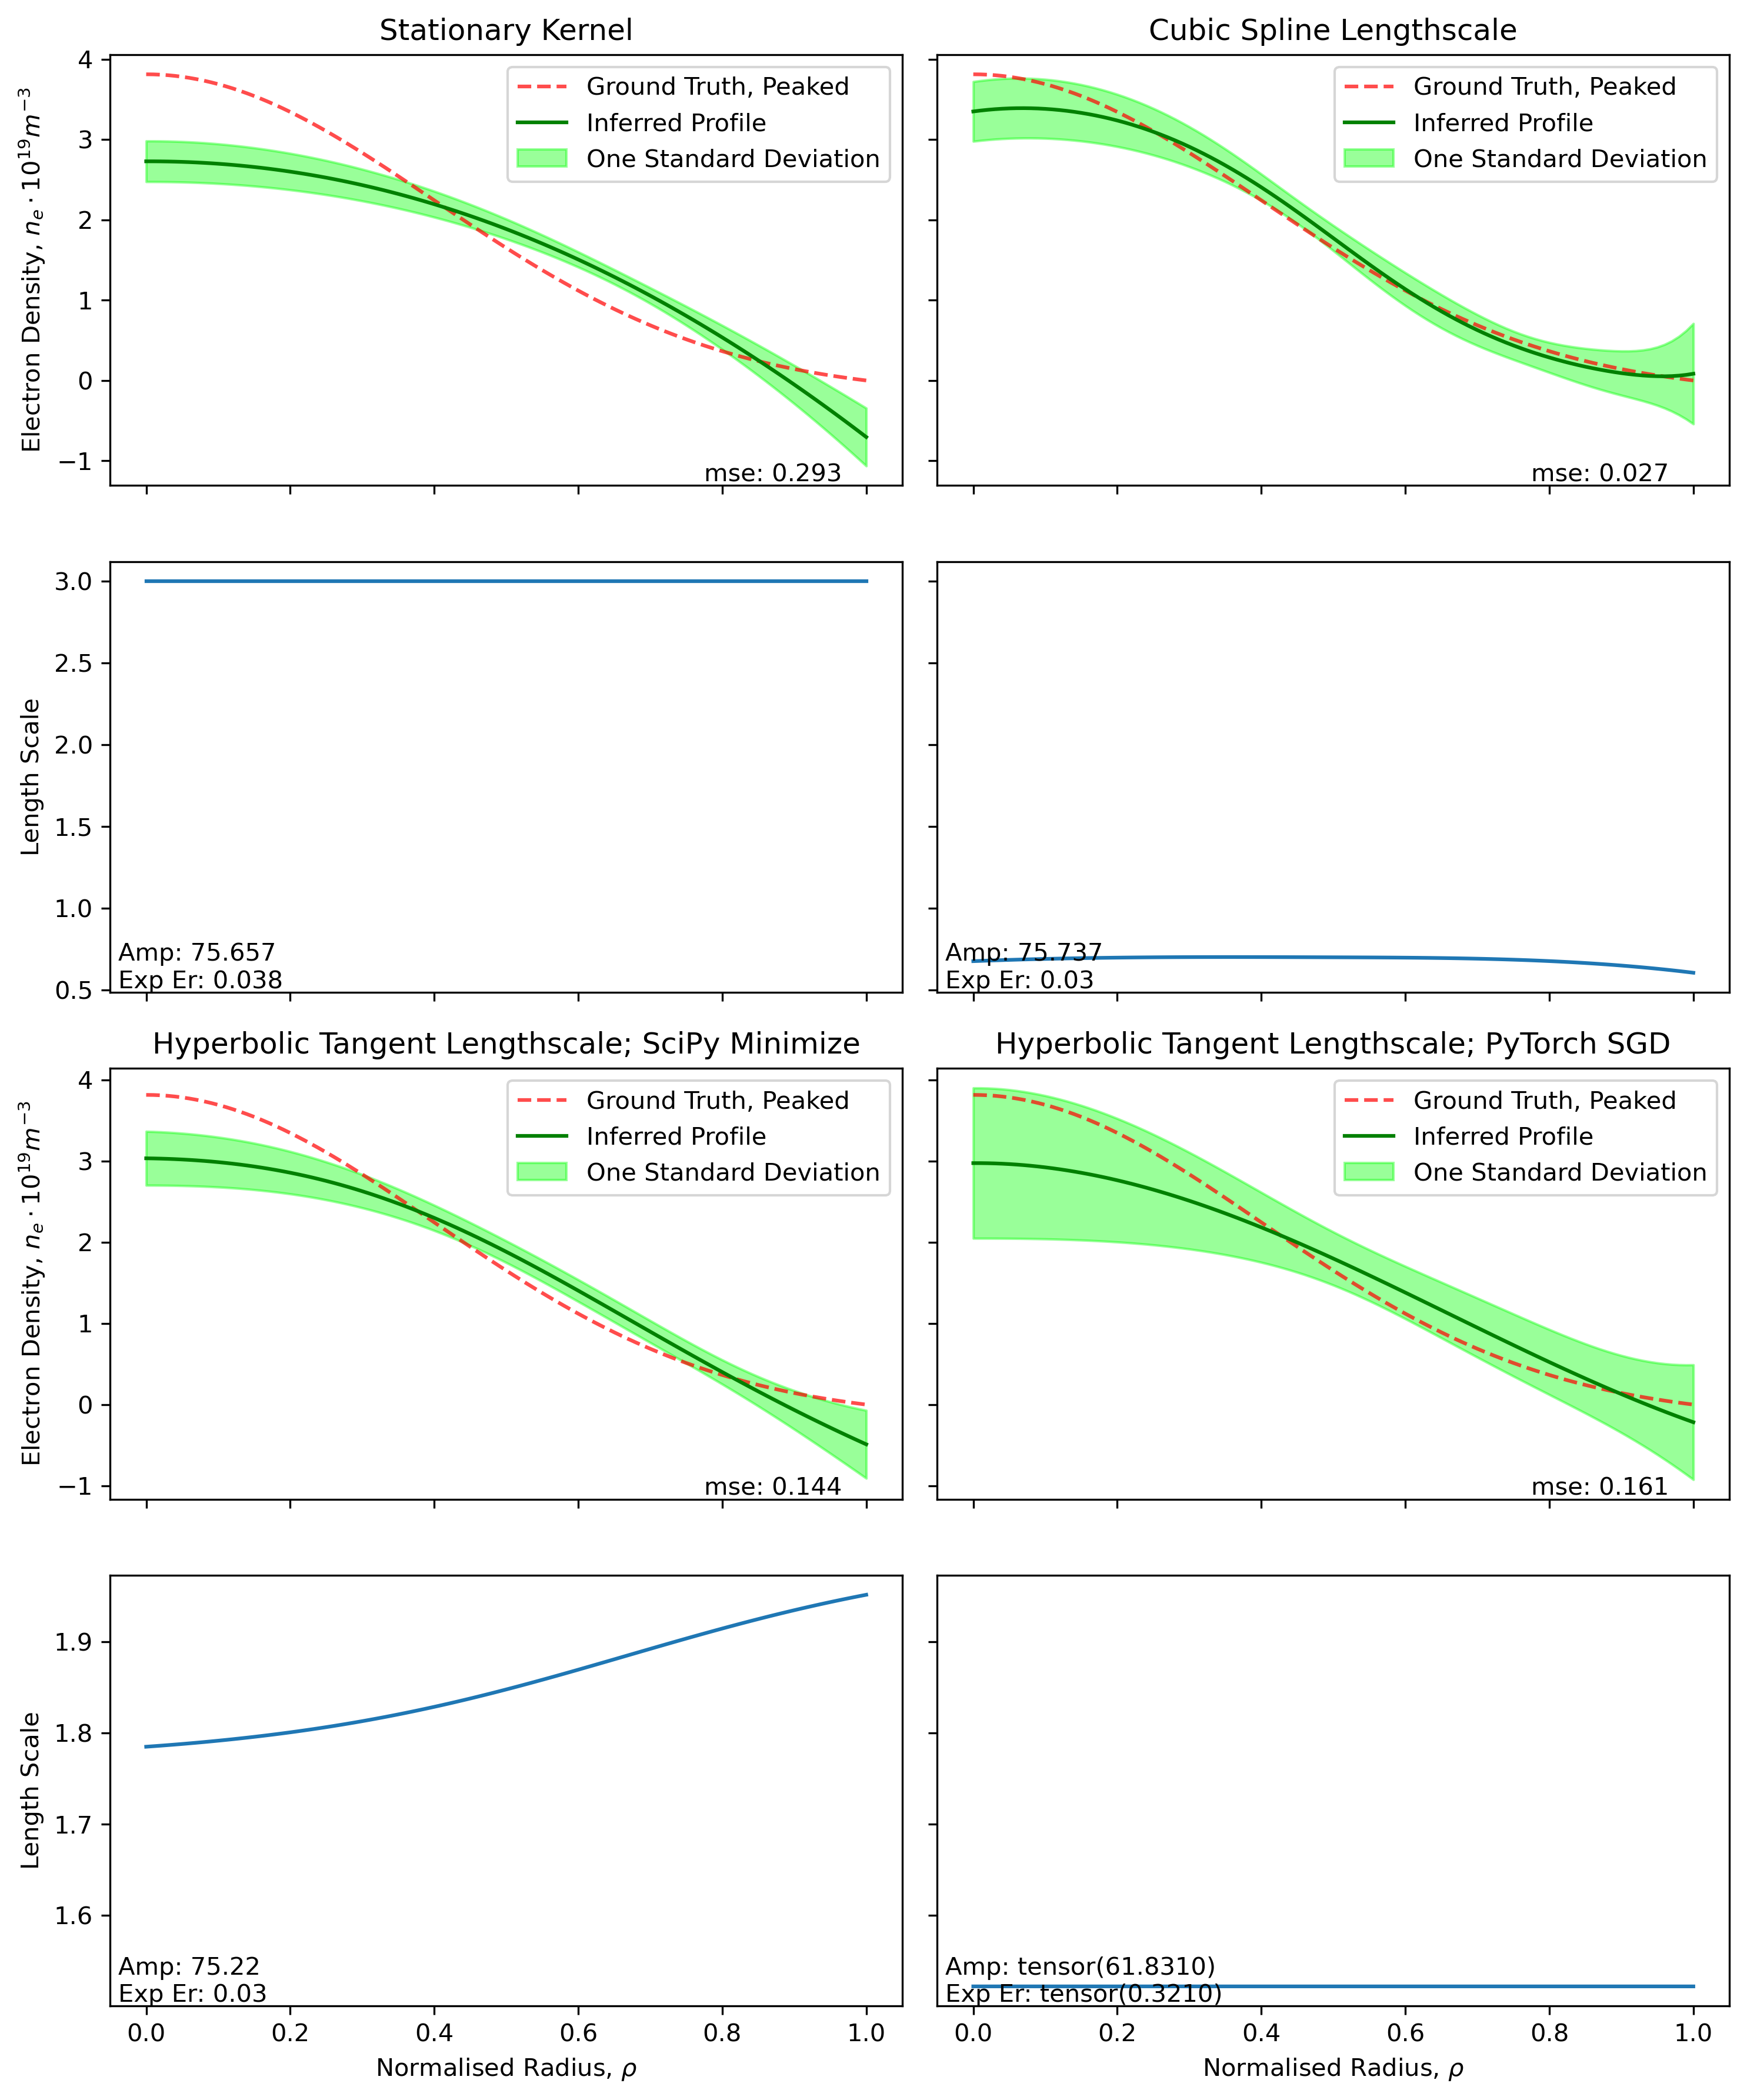 Stationary Kernel
Cubic Spline Lengthscale
4
3
2
1
0
−1
Electron Density, nₑ · 10¹⁹m⁻³
Ground Truth, Peaked
Inferred Profile
One Standard Deviation
mse: 0.293
Ground Truth, Peaked
Inferred Profile
One Standard Deviation
mse: 0.027
3.0
2.5
2.0
1.5
1.0
0.5
Length Scale
Amp: 75.657
Exp Er: 0.038
Amp: 75.737
Exp Er: 0.03
Hyperbolic Tangent Lengthscale; SciPy Minimize
Hyperbolic Tangent Lengthscale; PyTorch SGD
4
3
2
1
0
−1
Electron Density, nₑ · 10¹⁹m⁻³
Ground Truth, Peaked
Inferred Profile
One Standard Deviation
mse: 0.144
Ground Truth, Peaked
Inferred Profile
One Standard Deviation
mse: 0.161
1.9
1.8
1.7
1.6
Length Scale
Amp: 75.22
Exp Er: 0.03
Amp: tensor(61.8310)
Exp Er: tensor(0.3210)
0.0 0.2 0.4 0.6 0.8 1.0
0.0 0.2 0.4 0.6 0.8 1.0
Normalised Radius, ρ
Normalised Radius, ρ